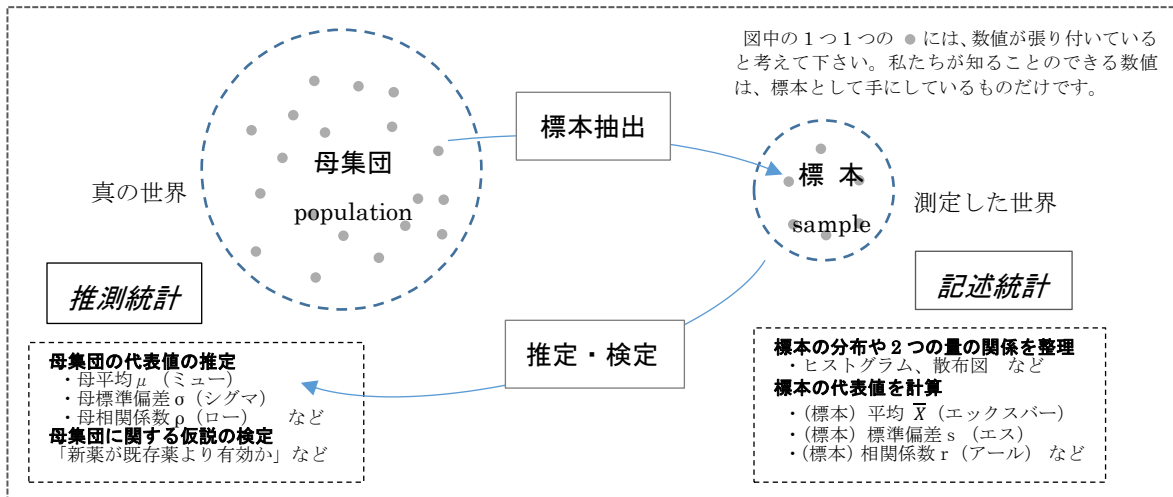 図中の1つ1つの ● には、数値が張り付いている
と考えて下さい。私たちが知ることのできる数値
は、標本として手にしているものだけです。
標本抽出
母集団
population
真の世界
標 本
sample
測定した世界
推測統計
記述統計
推定・検定
母集団の代表値の推定
・母平均μ（ミュー）
・母標準偏差σ（シグマ）
・母相関係数ρ（ロー） など
母集団に関する仮説の検定
「新薬が既存薬より有効か」など
標本の分布や2つの量の関係を整理
・ヒストグラム、散布図 など
標本の代表値を計算
・(標本) 平均 X̅（エックスバー）
・(標本) 標準偏差s（エス）
・(標本) 相関係数r（アール） など